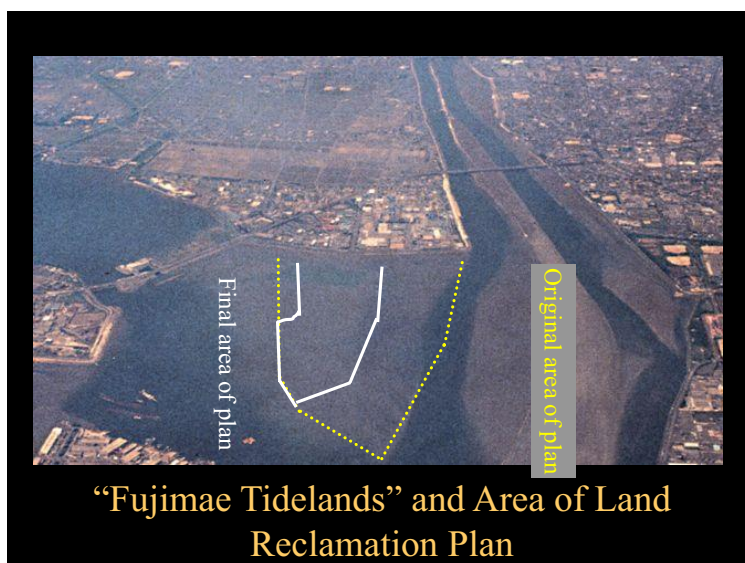 Final area of plan
Original area of plan
“Fujimae Tidelands” and Area of Land
Reclamation Plan